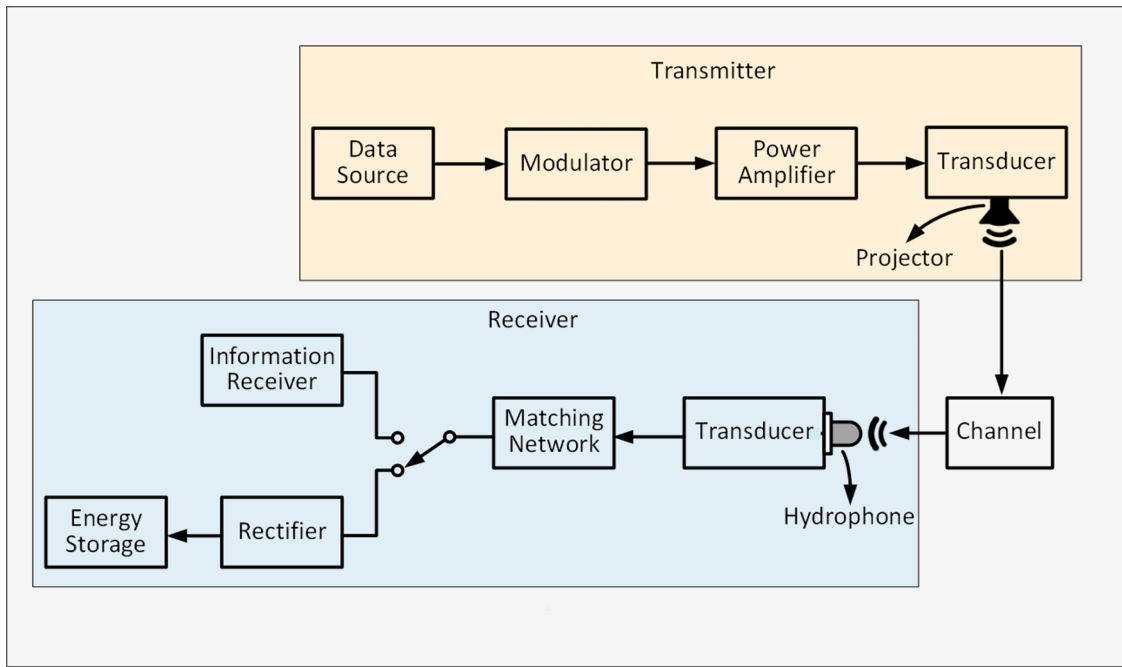 Transmitter
Data
Source
Modulator
Power
Amplifier
Transducer
Projector
Receiver
Information
Receiver
Matching
Network
Transducer
Channel
Hydrophone
Energy
Storage
Rectifier